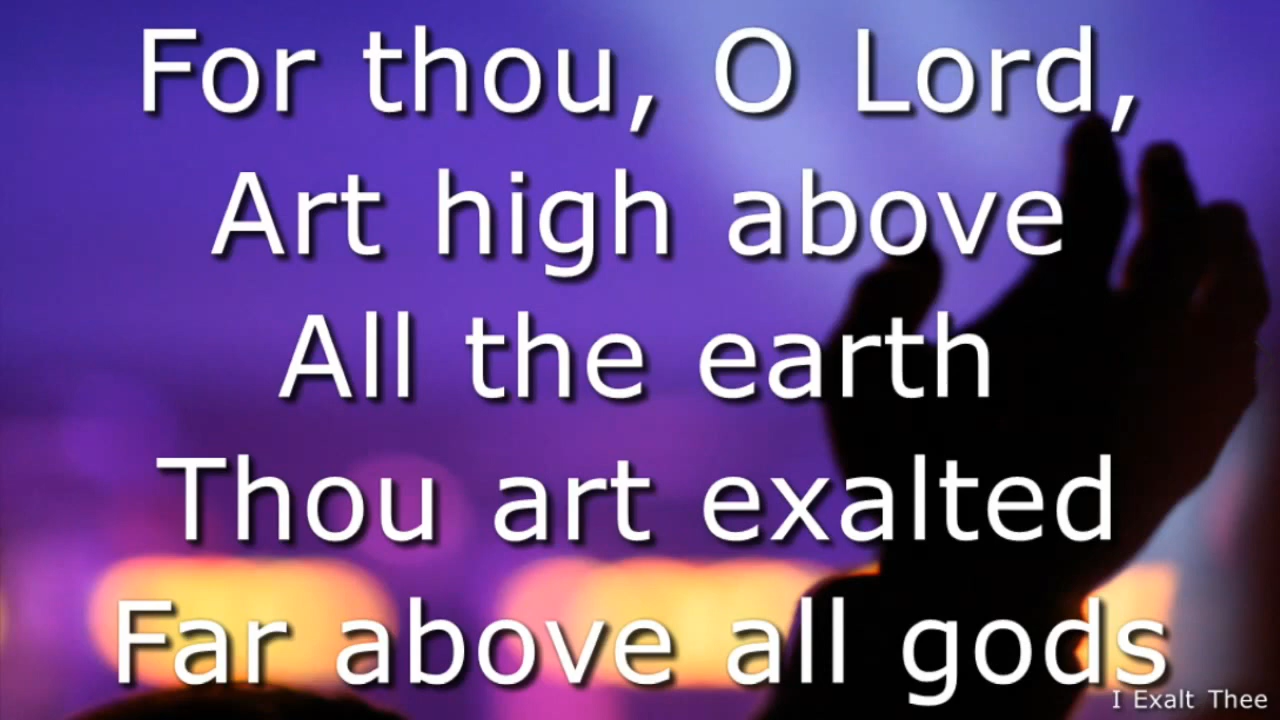 For thou, O Lord,
Art high above
All the earth
Thou art exalted
Far above all gods
I Exalt Thee